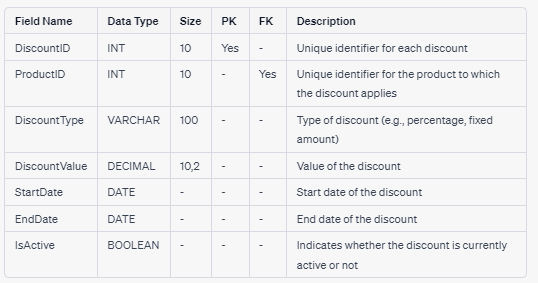 Field Name Data Type Size PK FK Description
DiscountID INT 10 Yes - Unique identifier for each discount
ProductID INT 10 - Yes Unique identifier for the product to which
the discount applies
DiscountType VARCHAR 100 - - Type of discount (e.g., percentage, fixed
amount)
DiscountValue DECIMAL 10,2 - - Value of the discount
StartDate DATE - - - Start date of the discount
EndDate DATE - - - End date of the discount
IsActive BOOLEAN - - - Indicates whether the discount is currently
active or not